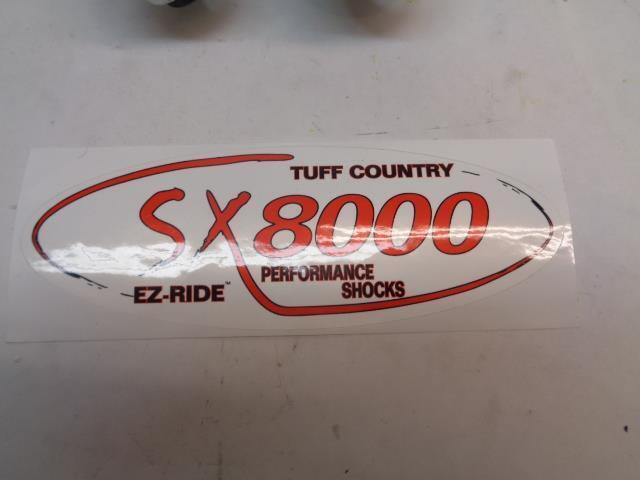 TUFF COUNTRY
SX8000
EZ-RIDE™
PERFORMANCE
SHOCKS